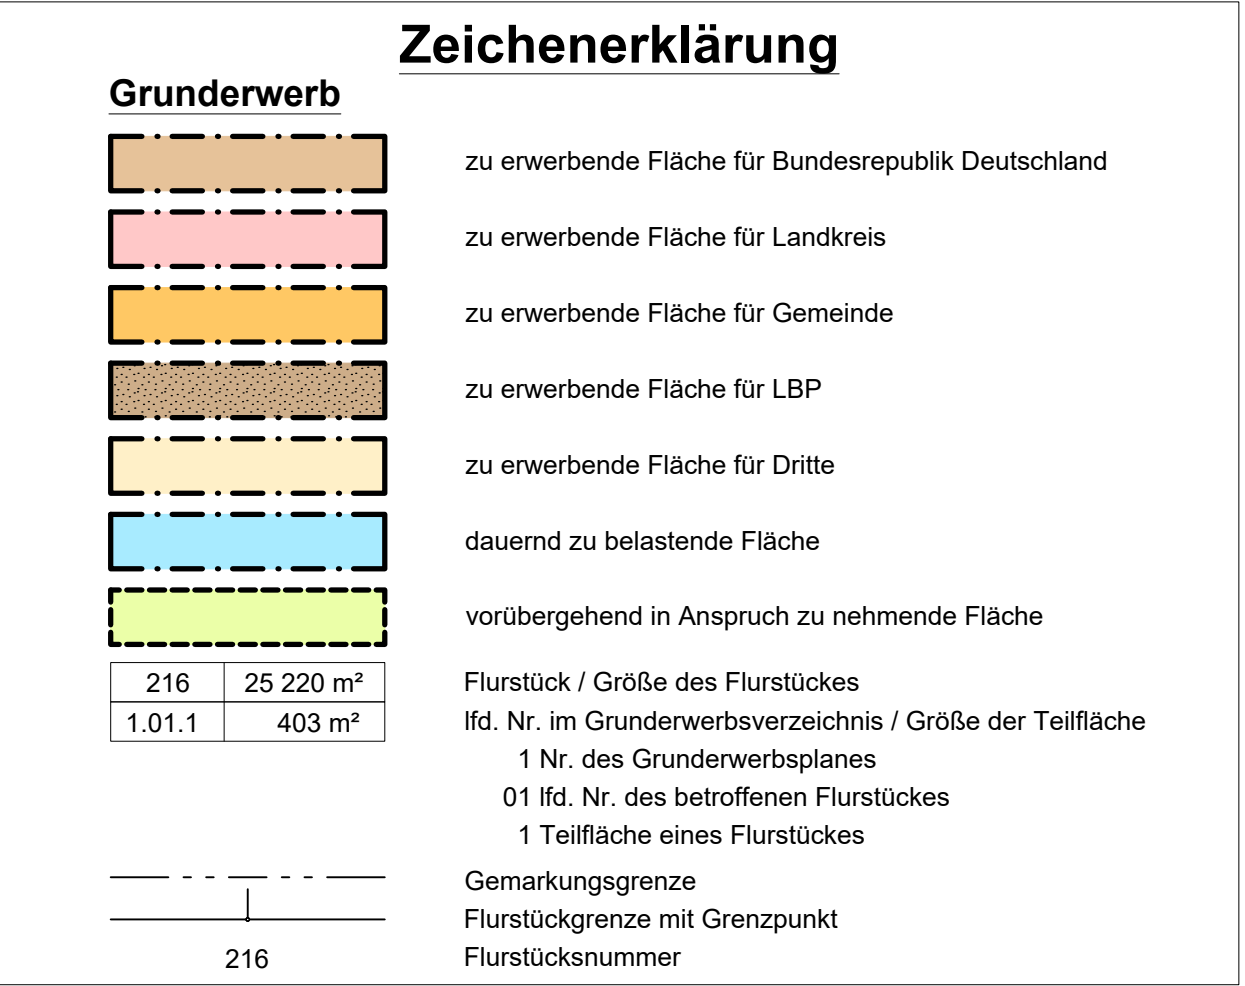 Zeichenerklärung
Grunderwerb
zu erwerbende Fläche für Bundesrepublik Deutschland
zu erwerbende Fläche für Landkreis
zu erwerbende Fläche für Gemeinde
zu erwerbende Fläche für LBP
zu erwerbende Fläche für Dritte
dauernd zu belastende Fläche
vorübergehend in Anspruch zu nehmende Fläche
216 25 220 m² Flurstück / Größe des Flurstückes
1.01.1 403 m² lfd. Nr. im Grunderwerbsverzeichnis / Größe der Teilfläche
1 Nr. des Grunderwerbsplanes
01 lfd. Nr. des betroffenen Flurstückes
1 Teilfläche eines Flurstückes
Gemarkungsgrenze
Flurstückgrenze mit Grenzpunkt
216 Flurstücksnummer